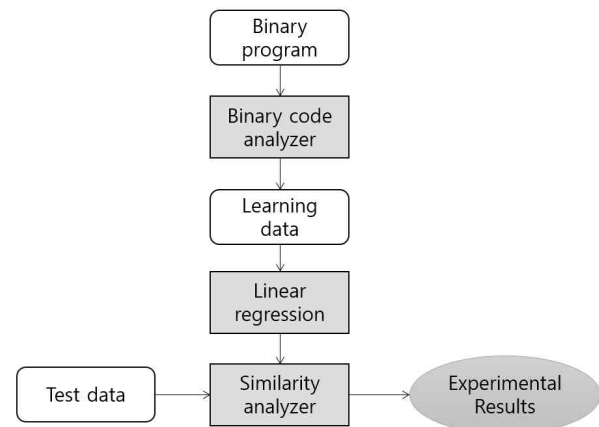 Binary
program
Binary code
analyzer
Learning
data
Linear
regression
Test data
Similarity
analyzer
Experimental
Results